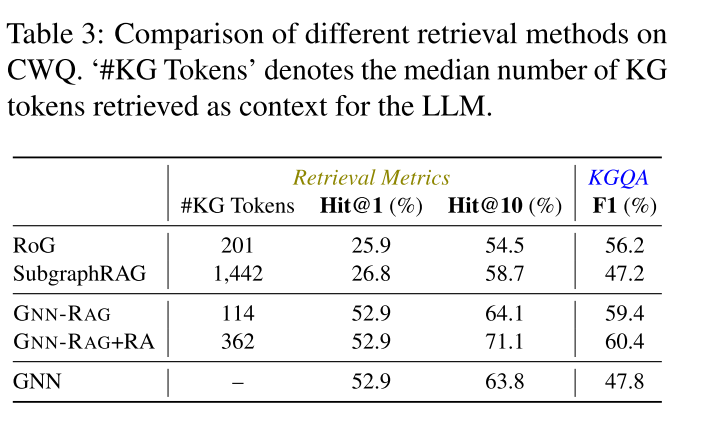 Table 3: Comparison of different retrieval methods on
CWQ. ‘#KG Tokens’ denotes the median number of KG
tokens retrieved as context for the LLM.
Retrieval Metrics KGQA
#KG Tokens Hit@1 (%) Hit@10 (%) F1 (%)
RoG 201 25.9 54.5 56.2
SubgraphRAG 1,442 26.8 58.7 47.2
GNN-RAG 114 52.9 64.1 59.4
GNN-RAG+RA 362 52.9 71.1 60.4
GNN – 52.9 63.8 47.8